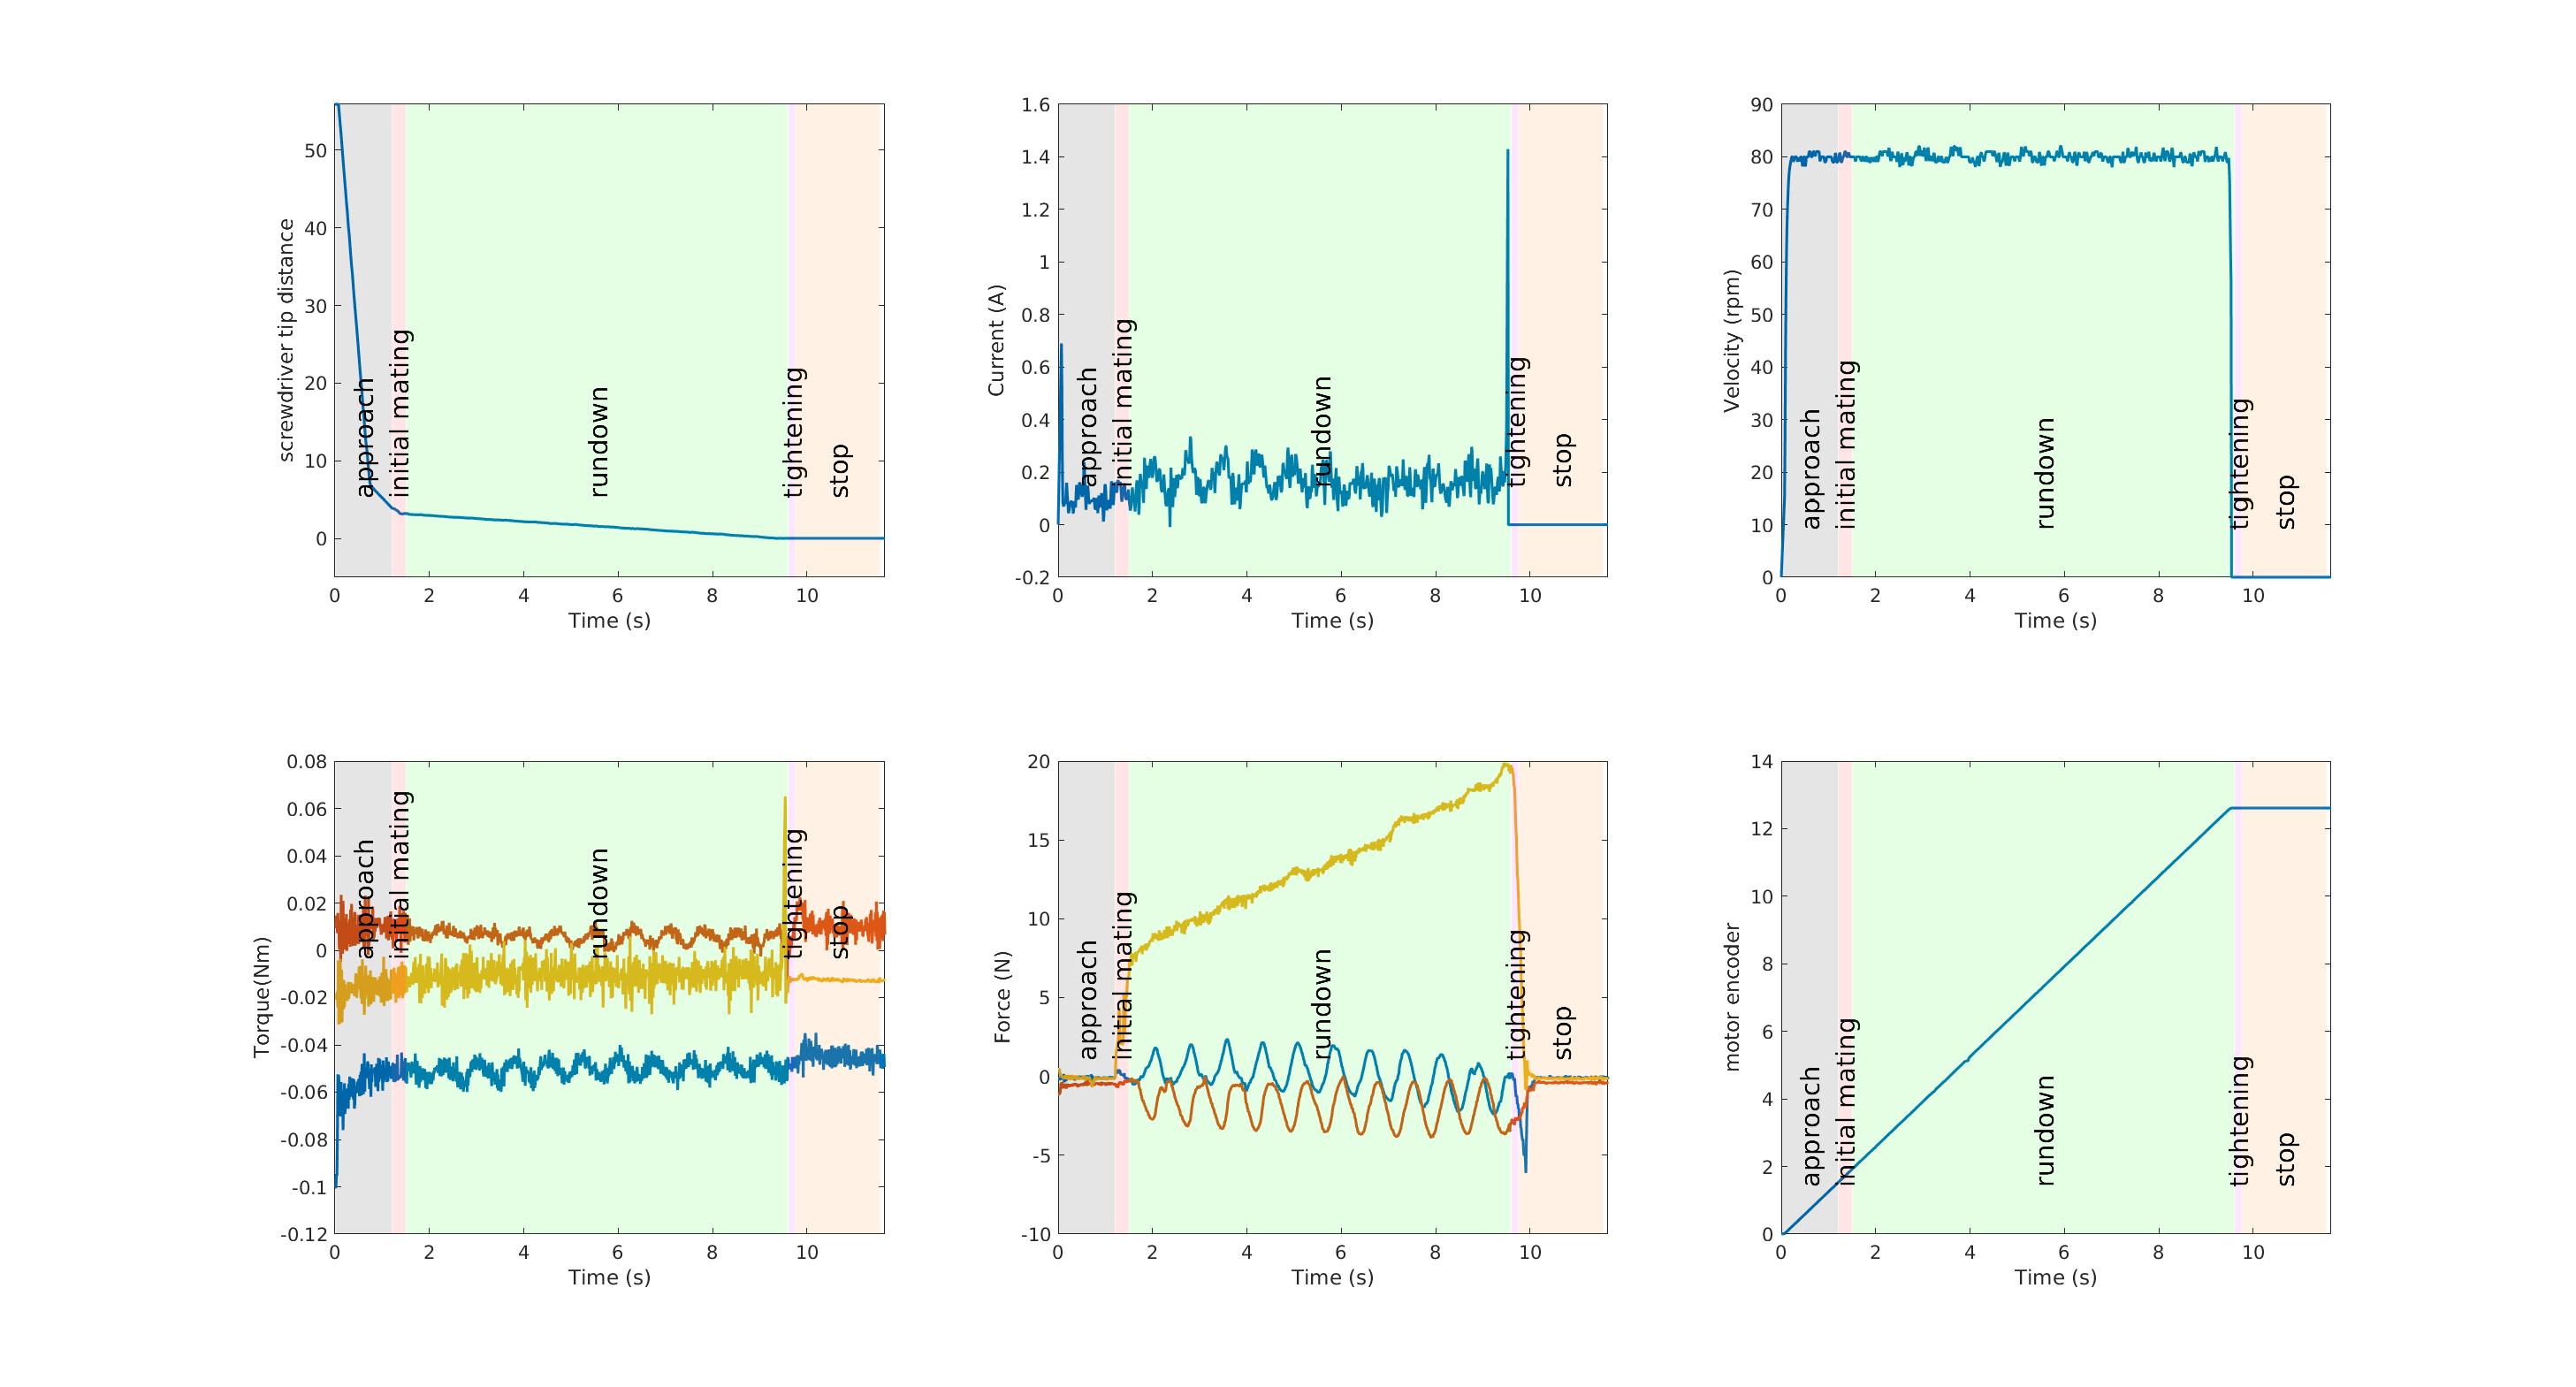 screwdriver tip distance
50
40
30
20
10
0
approach
initial mating
rundown
tightening
stop
0 2 4 6 8 10
Time (s)
Current (A)
1.6
1.4
1.2
1
0.8
0.6
0.4
0.2
0
-0.2
approach
initial mating
rundown
tightening
stop
0 2 4 6 8 10
Time (s)
Velocity (rpm)
90
80
70
60
50
40
30
20
10
0
approach
initial mating
rundown
tightening
stop
0 2 4 6 8 10
Time (s)
Torque(Nm)
0.08
0.06
0.04
0.02
0
-0.02
-0.04
-0.06
-0.08
-0.1
-0.12
approach
initial mating
rundown
tightening
stop
0 2 4 6 8 10
Time (s)
Force (N)
20
15
10
5
0
-5
-10
approach
initial mating
rundown
tightening
stop
0 2 4 6 8 10
Time (s)
motor encoder
14
12
10
8
6
4
2
0
approach
initial mating
rundown
tightening
stop
0 2 4 6 8 10
Time (s)